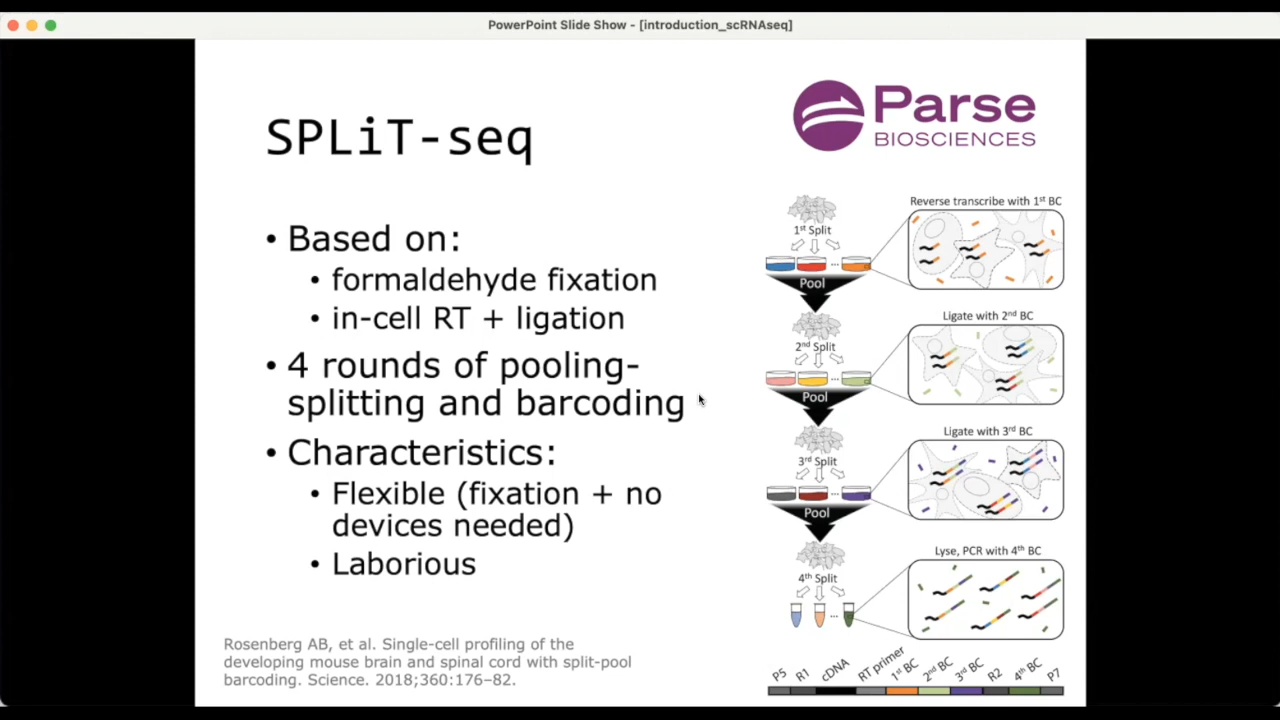 PowerPoint Slide Show - [introduction_scRNAseq]
Parse
BIOSCIENCES
SPLiT-seq
• Based on:
• formaldehyde fixation
• in-cell RT + ligation
• 4 rounds of pooling-
splitting and barcoding
• Characteristics:
• Flexible (fixation + no
devices needed)
• Laborious
Rosenberg AB, et al. Single-cell profiling of the
developing mouse brain and spinal cord with split-pool
barcoding. Science. 2018;360:176–82.
Reverse transcribe with 1st BC
1st Split
...
Pool
Ligate with 2nd BC
2nd Split
...
Pool
Ligate with 3rd BC
3rd Split
...
Pool
Lyse, PCR with 4th BC
4th Split
...
P5 R1 cDNA RT primer 1st BC 2nd BC 3rd BC R2 4th BC P7